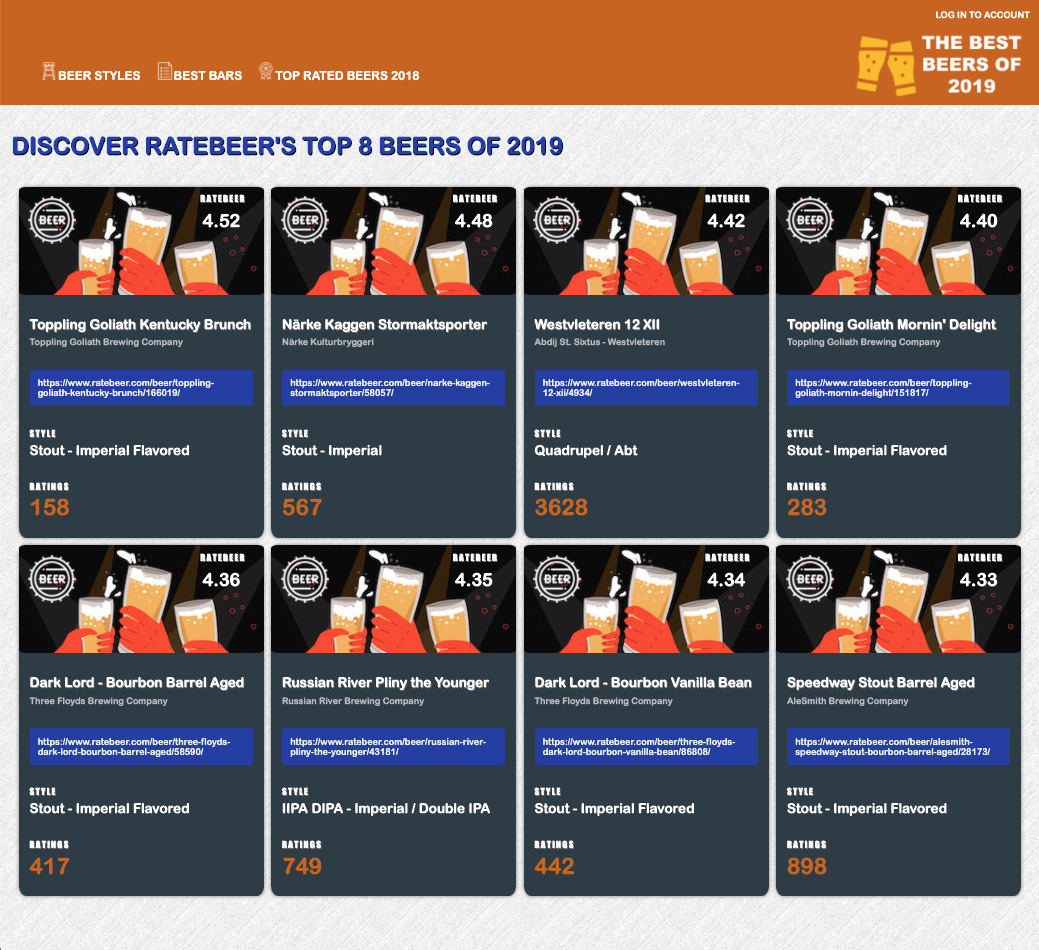 LOG IN TO ACCOUNT
THE BEST
BEERS OF
2019
BEER STYLES
BEST BARS
TOP RATED BEERS 2018
DISCOVER RATEBEER'S TOP 8 BEERS OF 2019
BEER
RATEBEER
4.52
Toppling Goliath Kentucky Brunch
Toppling Goliath Brewing Company
https://www.ratebeer.com/beer/toppling-
goliath-kentucky-brunch/166019/
STYLE
Stout - Imperial Flavored
RATINGS
158
BEER
RATEBEER
4.48
Närke Kaggen Stormaktsporter
Närke Kulturbryggeri
https://www.ratebeer.com/beer/narke-kaggen-
stormaktsporter/58057/
STYLE
Stout - Imperial
RATINGS
567
BEER
RATEBEER
4.42
Westvleteren 12 XII
Abdij St. Sixtus - Westvleteren
https://www.ratebeer.com/beer/westvleteren-
12-xii/4934/
STYLE
Quadrupel / Abt
RATINGS
3628
BEER
RATEBEER
4.40
Toppling Goliath Mornin' Delight
Toppling Goliath Brewing Company
https://www.ratebeer.com/beer/toppling-
goliath-mornin-delight/151817/
STYLE
Stout - Imperial Flavored
RATINGS
283
BEER
RATEBEER
4.36
Dark Lord - Bourbon Barrel Aged
Three Floyds Brewing Company
https://www.ratebeer.com/beer/three-floyds-
dark-lord-bourbon-barrel-aged/58590/
STYLE
Stout - Imperial Flavored
RATINGS
417
BEER
RATEBEER
4.35
Russian River Pliny the Younger
Russian River Brewing Company
https://www.ratebeer.com/beer/russian-river-
pliny-the-younger/43181/
STYLE
IIPA DIPA - Imperial / Double IPA
RATINGS
749
BEER
RATEBEER
4.34
Dark Lord - Bourbon Vanilla Bean
Three Floyds Brewing Company
https://www.ratebeer.com/beer/three-floyds-
dark-lord-bourbon-vanilla-bean/86808/
STYLE
Stout - Imperial Flavored
RATINGS
442
BEER
RATEBEER
4.33
Speedway Stout Barrel Aged
AleSmith Brewing Company
https://www.ratebeer.com/beer/alesmith-
speedway-stout-bourbon-barrel-aged/28173/
STYLE
Stout - Imperial Flavored
RATINGS
898